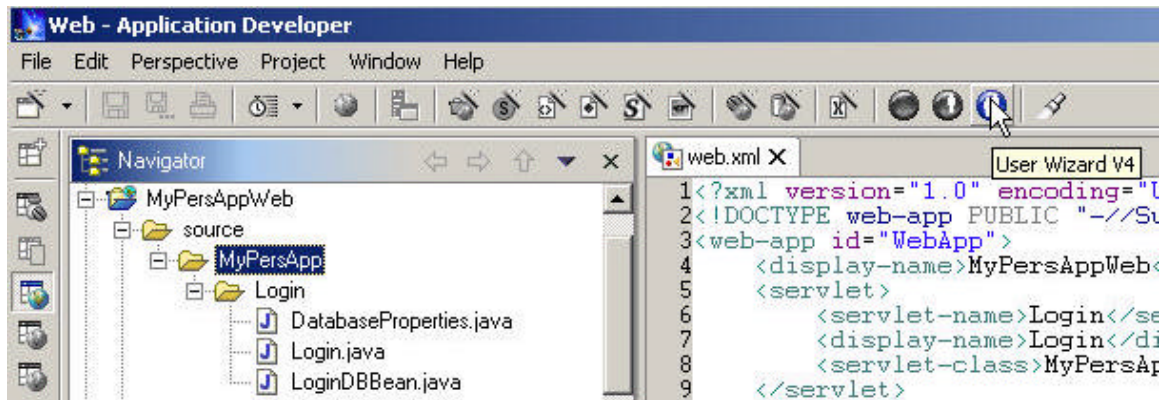 Web - Application Developer
File Edit Perspective Project Window Help
Navigator
web.xml
User Wizard V4
MyPersAppWeb
source
MyPersApp
Login
DatabaseProperties.java
Login.java
LoginDBBean.java
1<?xml version="1.0" encoding="U
2<!DOCTYPE web-app PUBLIC "-//Su
3<web-app id="WebApp">
4 <display-name>MyPersAppWeb<
5 <servlet>
6 <servlet-name>Login</se
7 <display-name>Login</di
8 <servlet-class>MyPersAp
9 </servlet>